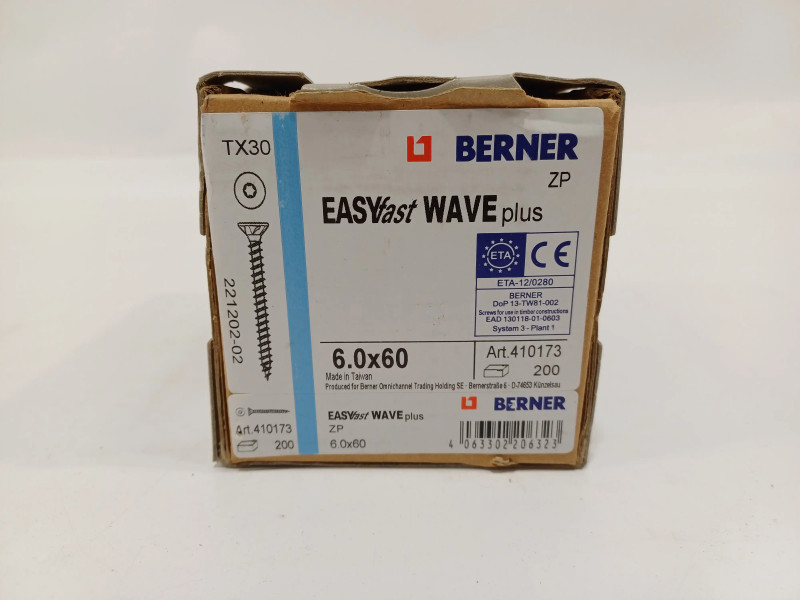 TX30
BERNER
ZP
EASYfast WAVE plus
221202-02
ETA
CE
ETA-12/0280
BERNER
DoP 13-TW81-002
Screws for use in timber constructions
EAD 130118-01-0603
System 3 - Plant 1
6.0x60
Art.410173
200
Made in Taiwan
Produced for Berner Omnichannel Trading Holding SE · Bernerstraße 6 · D-74653 Künzelsau
EASYfast WAVE plus
BERNER
Art.410173
ZP
200
6.0x60
4 063302 206323